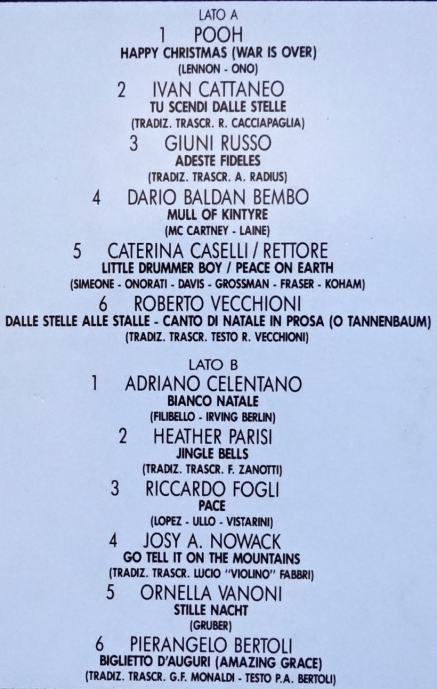 LATO A
1 POOH
HAPPY CHRISTMAS (WAR IS OVER)
(LENNON - ONO)
2 IVAN CATTANEO
TU SCENDI DALLE STELLE
(TRADIZ. TRASCR. R. CACCIAPAGLIA)
3 GIUNI RUSSO
ADESTE FIDELES
(TRADIZ. TRASCR. A. RADIUS)
4 DARIO BALDAN BEMBO
MULL OF KINTYRE
(MC CARTNEY - LAINE)
5 CATERINA CASELLI / RETTORE
LITTLE DRUMMER BOY / PEACE ON EARTH
(SIMEONE - ONORATI - DAVIS - GROSSMAN - FRASER - KOHAM)
6 ROBERTO VECCHIONI
DALLE STELLE ALLE STALLE - CANTO DI NATALE IN PROSA (O TANNENBAUM)
(TRADIZ. TRASCR. TESTO R. VECCHIONI)
LATO B
1 ADRIANO CELENTANO
BIANCO NATALE
(FILIBELLO - IRVING BERLIN)
2 HEATHER PARISI
JINGLE BELLS
(TRADIZ. TRASCR. F. ZANOTTI)
3 RICCARDO FOGLI
PACE
(LOPEZ - ULLO - VISTARINI)
4 JOSY A. NOWACK
GO TELL IT ON THE MOUNTAINS
(TRADIZ. TRASCR. LUCIO "VIOLINO" FABBRI)
5 ORNELLA VANONI
STILLE NACHT
(GRUBER)
6 PIERANGELO BERTOLI
BIGLIETTO D'AUGURI (AMAZING GRACE)
(TRADIZ. TRASCR. G.F. MONALDI - TESTO P.A. BERTOLI)